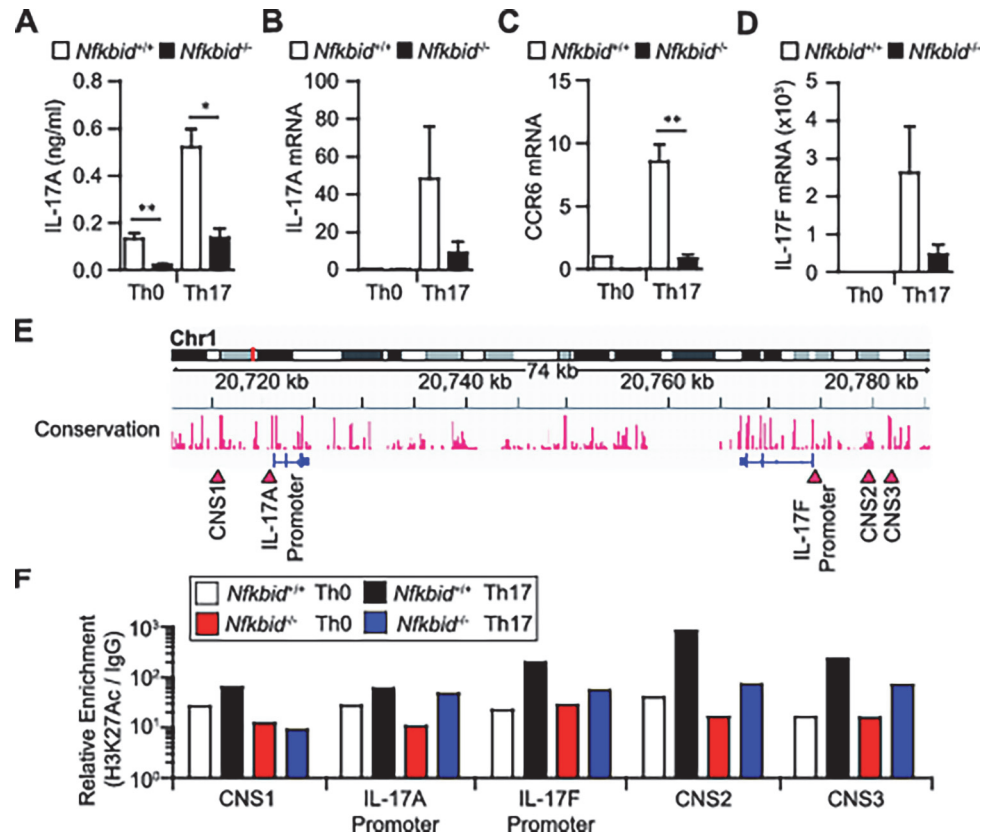 A
Nfkbid+/+ Nfkbid-/-
IL-17A (ng/ml)
0.8
0.6
0.4
0.2
0.0
**
*
Th0 Th17
B
Nfkbid+/+ Nfkbid-/-
IL-17A mRNA
100
80
60
40
20
0
Th0 Th17
C
Nfkbid+/+ Nfkbid-/-
CCR6 mRNA
15
10
5
0
**
Th0 Th17
D
Nfkbid+/+ Nfkbid-/-
IL-17F mRNA (x10³)
5
4
3
2
1
0
Th0 Th17
E
Chr1
74 kb
20,720 kb 20,740 kb 20,760 kb 20,780 kb
Conservation
CNS1
IL-17A
Promoter
IL-17F
Promoter
CNS2
CNS3
F
Nfkbid+/+ Th0 Nfkbid+/+ Th17
Nfkbid-/- Th0 Nfkbid-/- Th17
Relative Enrichment
(H3K27Ac / IgG)
10³
10²
10¹
10⁰
CNS1 IL-17A IL-17F CNS2 CNS3
Promoter Promoter